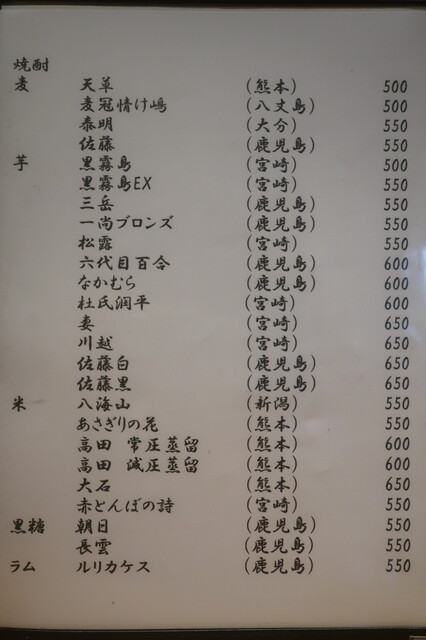 焼酎
麦 天草 (熊本) 500
麦冠情け嶋 (八丈島) 500
泰明 (大分) 550
佐藤 (鹿児島) 550
芋 黒霧島 (宮崎) 500
黒霧島EX (宮崎) 550
三岳 (鹿児島) 550
一尚ブロンズ (鹿児島) 550
松露 (宮崎) 550
六代目百合 (鹿児島) 600
なかむら (鹿児島) 600
杜氏潤平 (宮崎) 600
妻 (宮崎) 650
川越 (宮崎) 650
佐藤白 (鹿児島) 650
佐藤黒 (鹿児島) 650
米 八海山 (新潟) 550
あさぎりの花 (熊本) 550
高田 常圧蒸留 (熊本) 600
高田 減圧蒸留 (熊本) 600
大石 (熊本) 650
赤とんぼの詩 (宮崎) 550
黒糖 朝日 (鹿児島) 550
長雲 (鹿児島) 550
ラム ルリカケス (鹿児島) 550